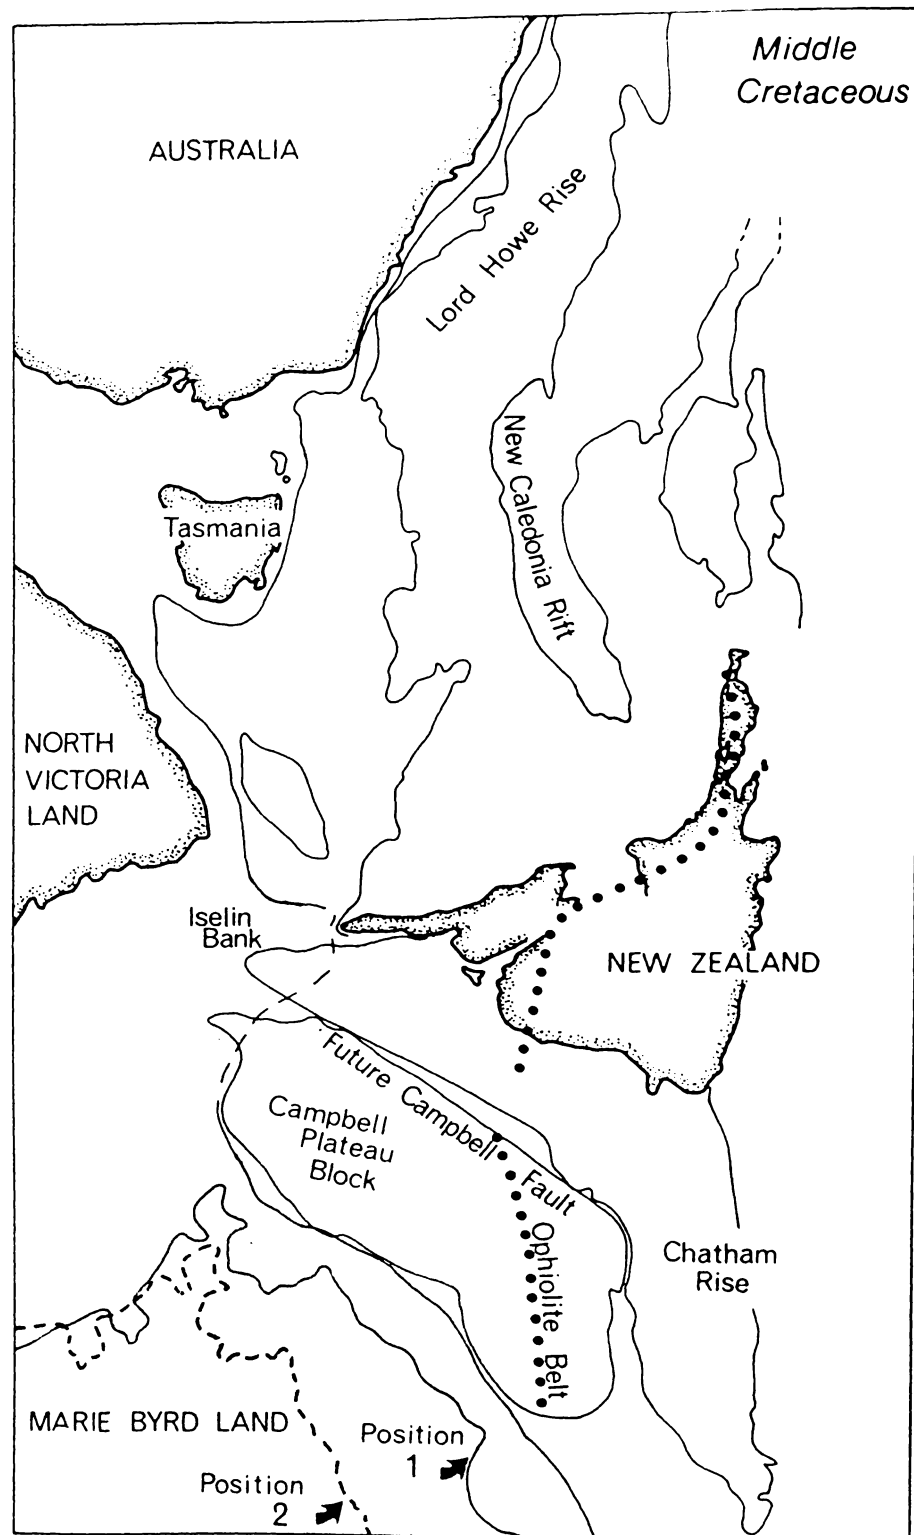 Middle
Cretaceous
AUSTRALIA
Lord Howe Rise
New Caledonia Rift
Tasmania
NORTH
VICTORIA
LAND
Iselin
Bank
NEW ZEALAND
Future Campbell Fault
Campbell
Plateau
Block
Ophiolite Belt
Chatham
Rise
MARIE BYRD LAND
Position
1
Position
2